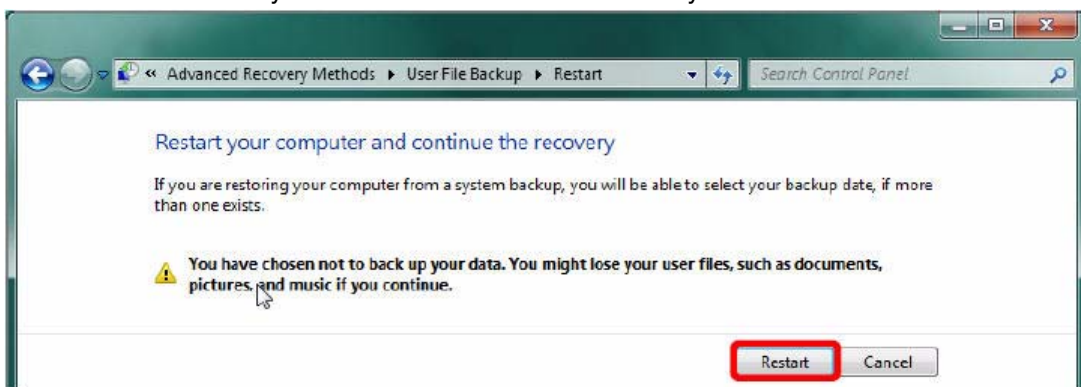 « Advanced Recovery Methods ▸ User File Backup ▸ Restart
Search Control Panel
Restart your computer and continue the recovery
If you are restoring your computer from a system backup, you will be able to select your backup date, if more
than one exists.
You have chosen not to back up your data. You might lose your user files, such as documents,
pictures, and music if you continue.
Restart
Cancel